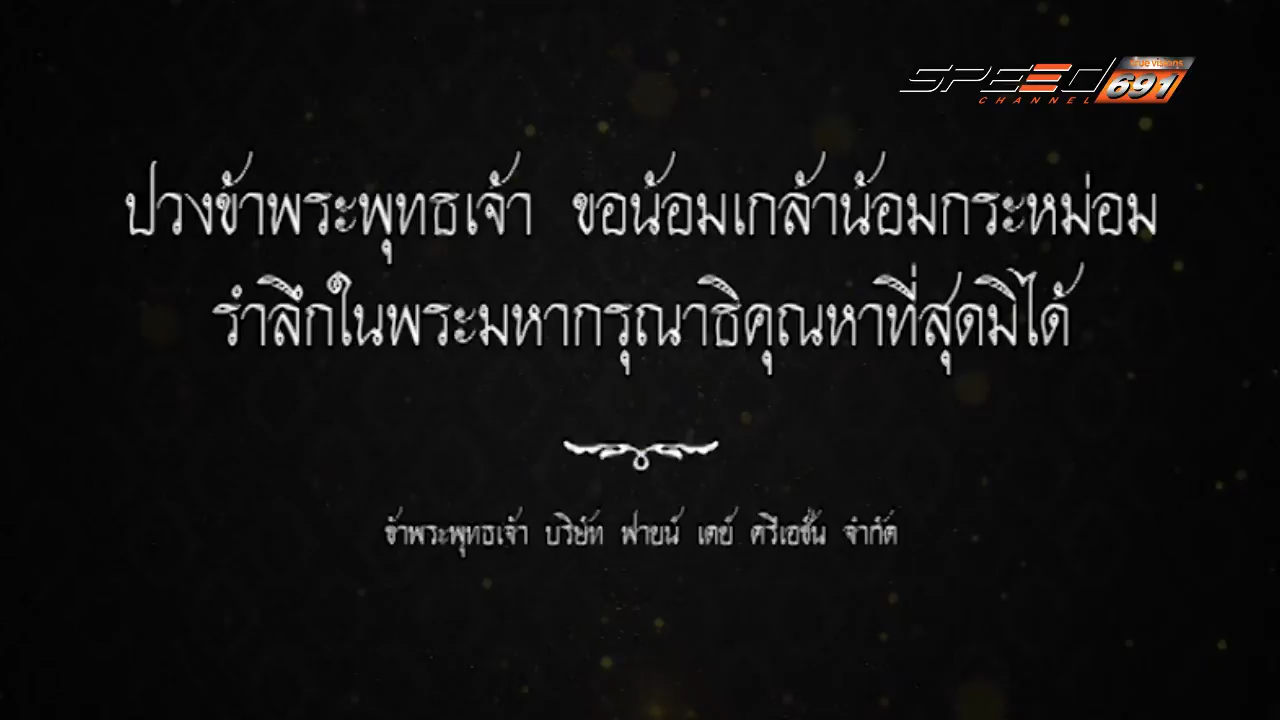 SPEED
true visions
691
CHANNEL
ปวงข้าพระพุทธเจ้า ขอน้อมเกล้าน้อมกระหม่อม
รำลึกในพระมหากรุณาธิคุณหาที่สุดมิได้
ข้าพระพุทธเจ้า บริษัท ฟายน์ เดย์ ครีเอชั่น จำกัด